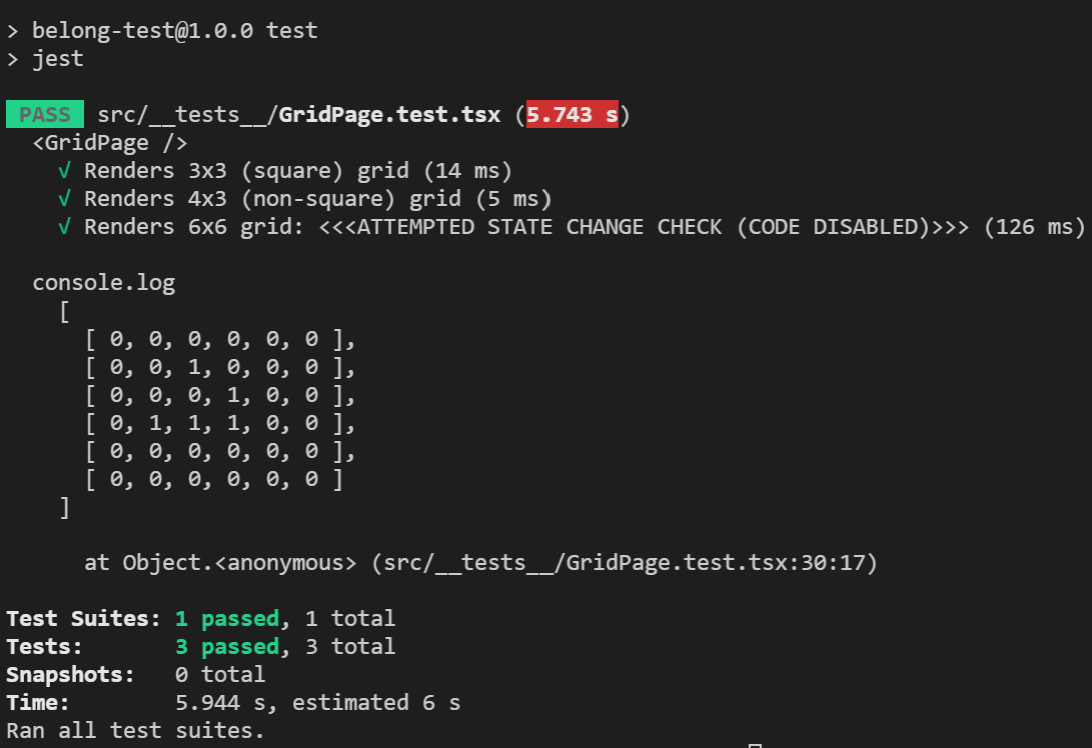 > belong-test@1.0.0 test
> jest
PASS src/__tests__/GridPage.test.tsx (5.743 s)
<GridPage />
√ Renders 3x3 (square) grid (14 ms)
√ Renders 4x3 (non-square) grid (5 ms)
√ Renders 6x6 grid: <<<ATTEMPTED STATE CHANGE CHECK (CODE DISABLED)>>> (126 ms)
console.log
[
[ 0, 0, 0, 0, 0, 0 ],
[ 0, 0, 1, 0, 0, 0 ],
[ 0, 0, 0, 1, 0, 0 ],
[ 0, 1, 1, 1, 0, 0 ],
[ 0, 0, 0, 0, 0, 0 ],
[ 0, 0, 0, 0, 0, 0 ]
]
at Object.<anonymous> (src/__tests__/GridPage.test.tsx:30:17)
Test Suites: 1 passed, 1 total
Tests: 3 passed, 3 total
Snapshots: 0 total
Time: 5.944 s, estimated 6 s
Ran all test suites.